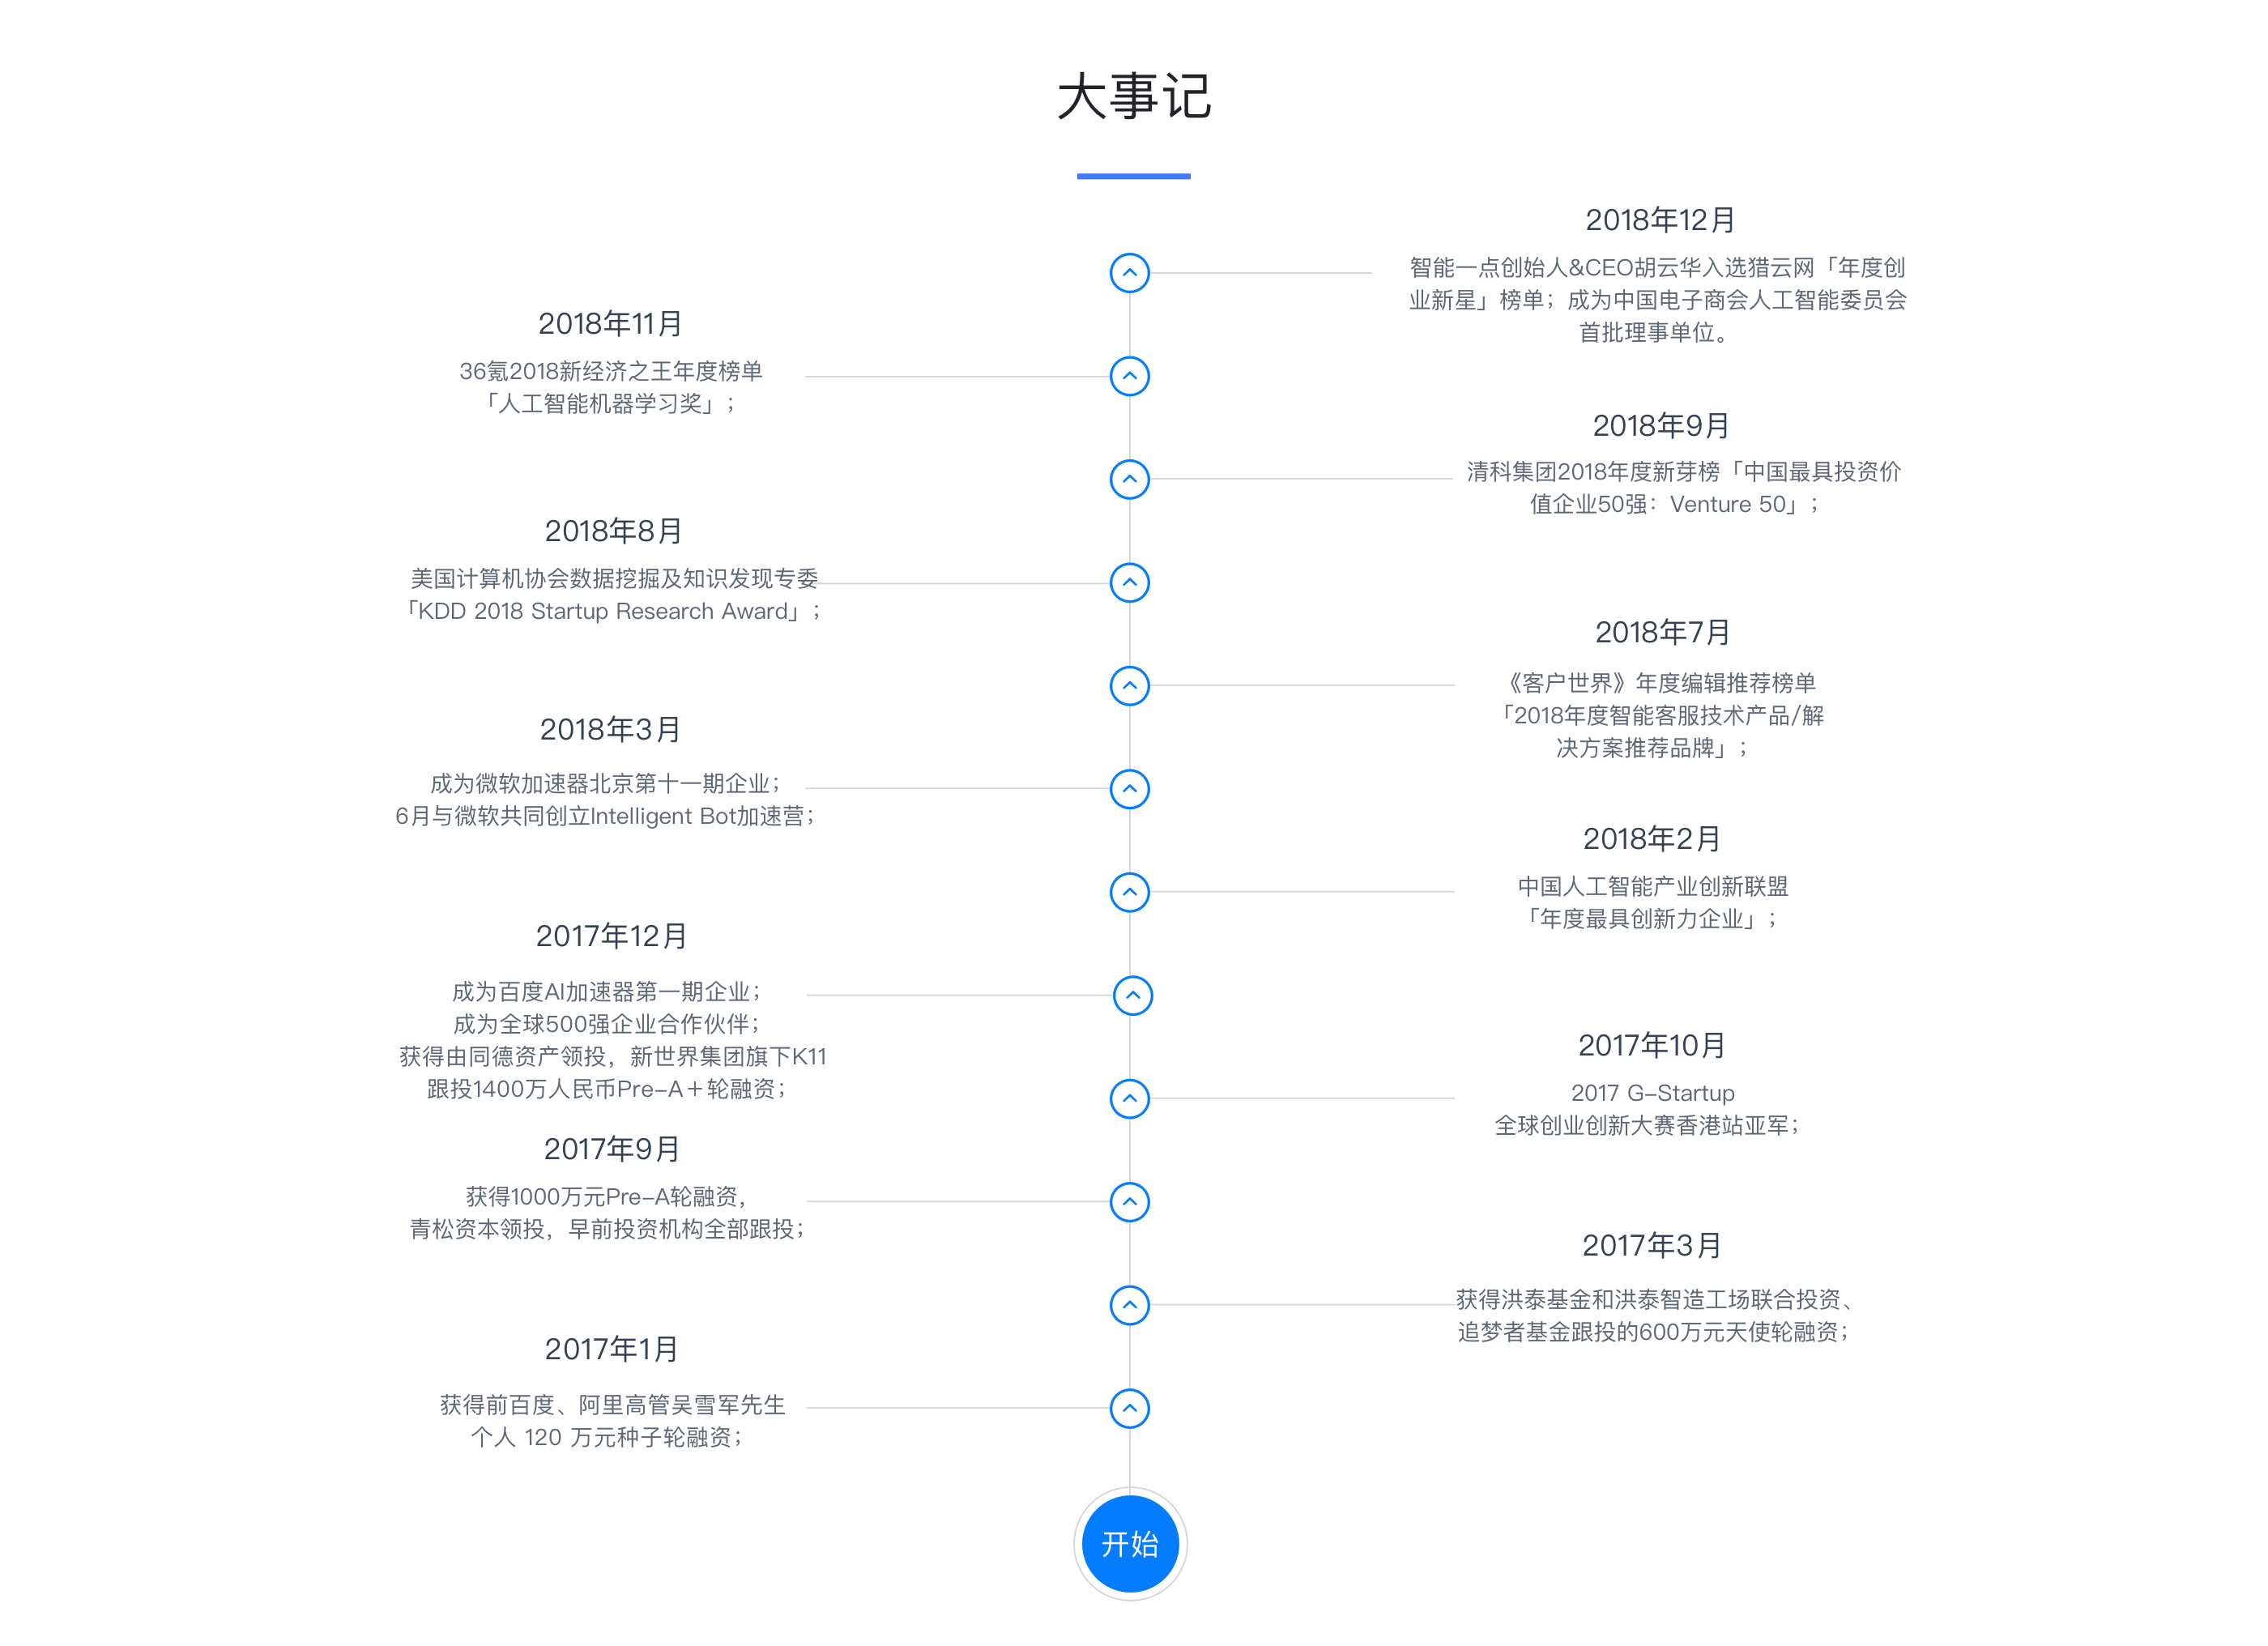 大事记
2018年12月
智能一点创始人&CEO胡云华入选猎云网「年度创
业新星」榜单；成为中国电子商会人工智能委员会
首批理事单位。
2018年11月
36氪2018新经济之王年度榜单
「人工智能机器学习奖」；
2018年9月
清科集团2018年度新芽榜「中国最具投资价
值企业50强：Venture 50」；
2018年8月
美国计算机协会数据挖掘及知识发现专委
「KDD 2018 Startup Research Award」；
2018年7月
《客户世界》年度编辑推荐榜单
「2018年度智能客服技术产品/解
决方案推荐品牌」；
2018年3月
成为微软加速器北京第十一期企业；
6月与微软共同创立Intelligent Bot加速营；
2018年2月
中国人工智能产业创新联盟
「年度最具创新力企业」；
2017年12月
成为百度AI加速器第一期企业；
成为全球500强企业合作伙伴；
获得由同德资产领投，新世界集团旗下K11
跟投1400万人民币Pre-A＋轮融资；
2017年10月
2017 G-Startup
全球创业创新大赛香港站亚军；
2017年9月
获得1000万元Pre-A轮融资，
青松资本领投，早前投资机构全部跟投；
2017年3月
获得洪泰基金和洪泰智造工场联合投资、
追梦者基金跟投的600万元天使轮融资；
2017年1月
获得前百度、阿里高管吴雪军先生
个人 120 万元种子轮融资；
开始